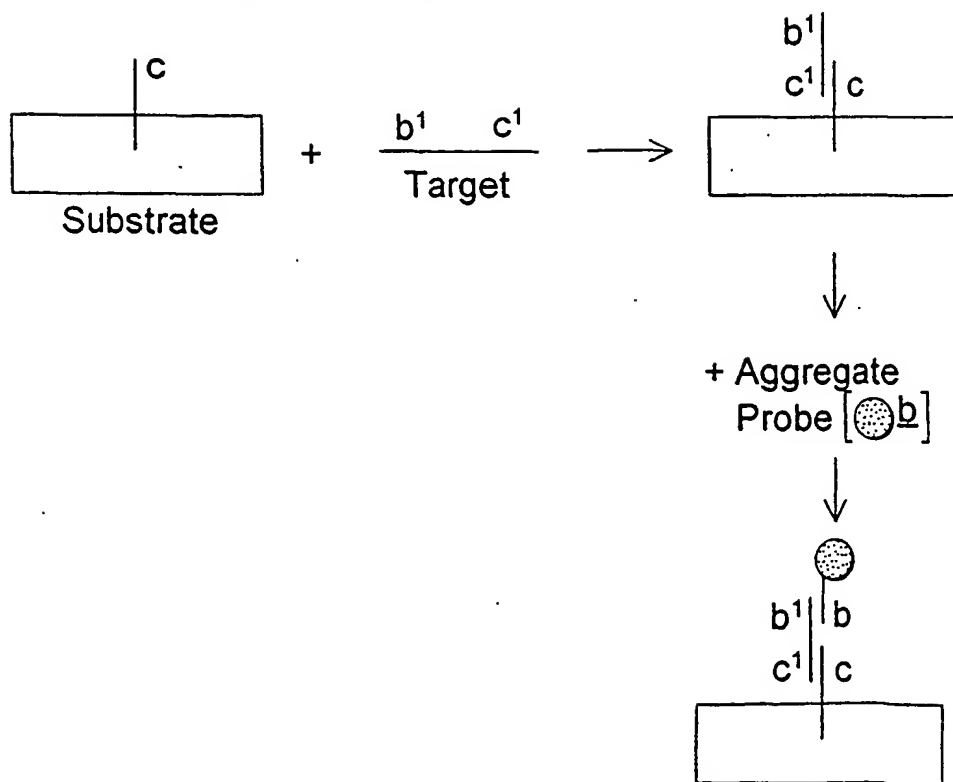 c
+
b¹ c¹
Target
Substrate
b¹
c¹ c
+ Aggregate
Probe [ b]
b¹ b
c¹ c